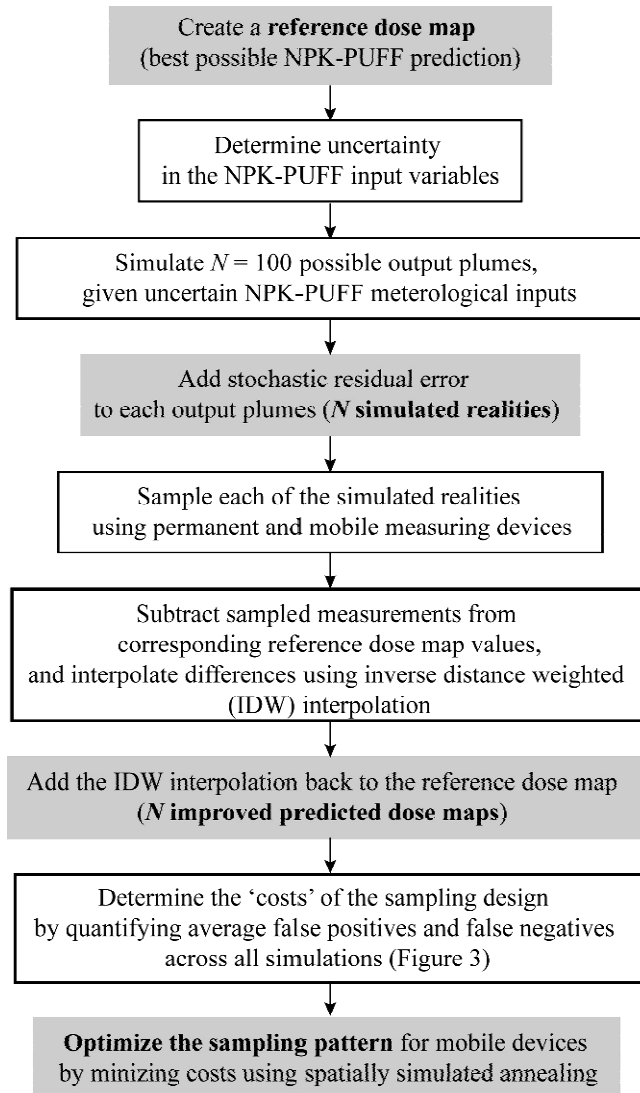 Create a reference dose map
(best possible NPK-PUFF prediction)
Determine uncertainty
in the NPK-PUFF input variables
Simulate N = 100 possible output plumes,
given uncertain NPK-PUFF meterological inputs
Add stochastic residual error
to each output plumes (N simulated realities)
Sample each of the simulated realities
using permanent and mobile measuring devices
Subtract sampled measurements from
corresponding reference dose map values,
and interpolate differences using inverse distance weighted
(IDW) interpolation
Add the IDW interpolation back to the reference dose map
(N improved predicted dose maps)
Determine the ‘costs’ of the sampling design
by quantifying average false positives and false negatives
across all simulations (Figure 3)
Optimize the sampling pattern for mobile devices
by minizing costs using spatially simulated annealing